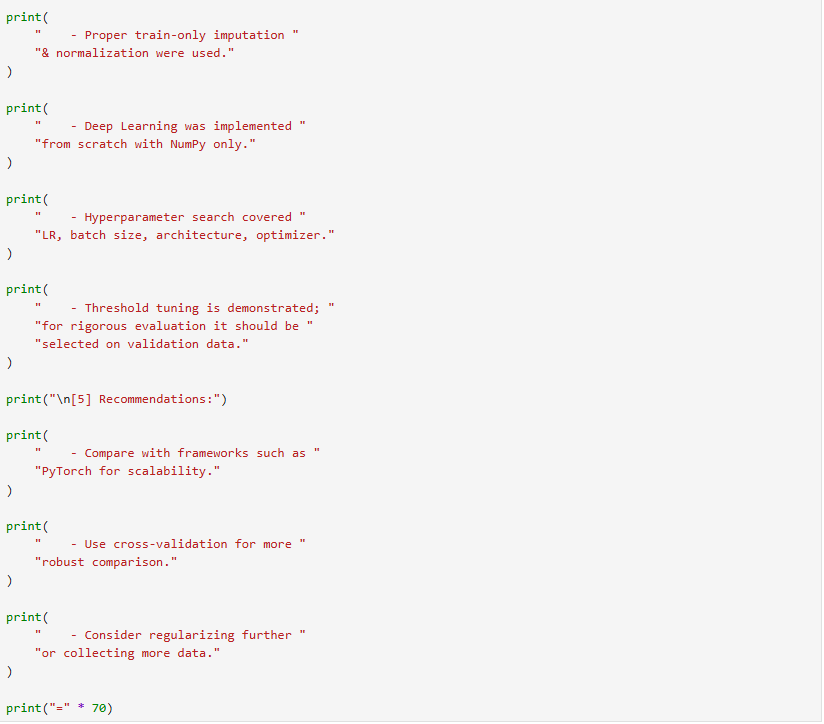 print(
    "    - Proper train-only imputation "
    "& normalization were used."
)

print(
    "    - Deep Learning was implemented "
    "from scratch with NumPy only."
)

print(
    "    - Hyperparameter search covered "
    "LR, batch size, architecture, optimizer."
)

print(
    "    - Threshold tuning is demonstrated; "
    "for rigorous evaluation it should be "
    "selected on validation data."
)

print("\n[5] Recommendations:")

print(
    "    - Compare with frameworks such as "
    "PyTorch for scalability."
)

print(
    "    - Use cross-validation for more "
    "robust comparison."
)

print(
    "    - Consider regularizing further "
    "or collecting more data."
)

print("=" * 70)